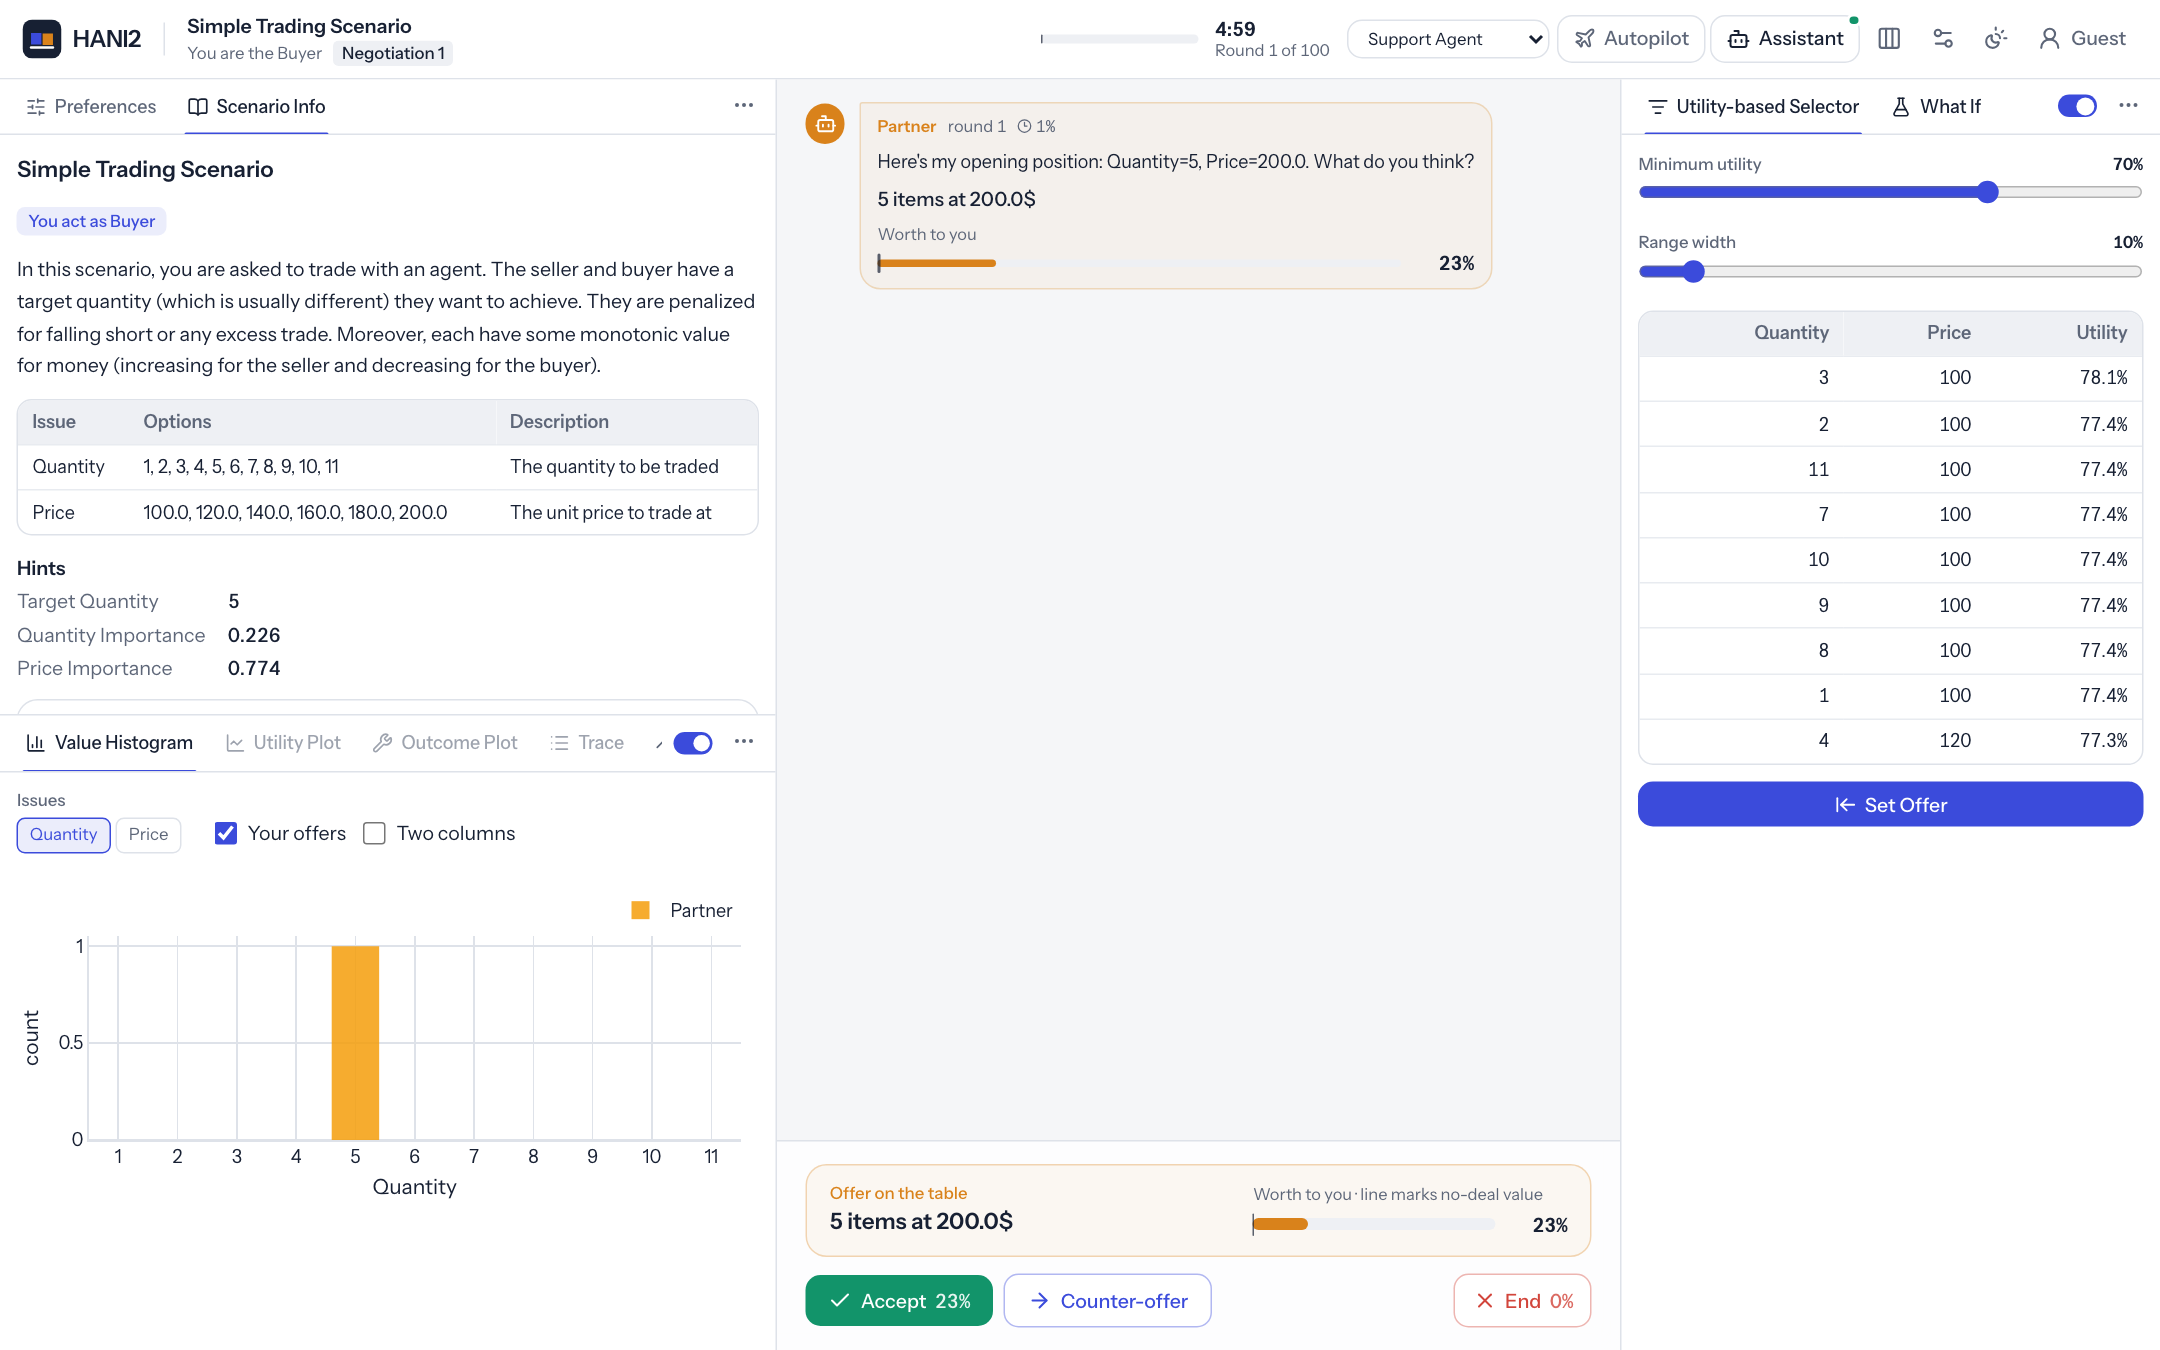 HANI2
Simple Trading Scenario
You are the Buyer Negotiation 1
4:59
Round 1 of 100
Support Agent
Autopilot
Assistant
Guest
Preferences
Scenario Info
Simple Trading Scenario
You act as Buyer
In this scenario, you are asked to trade with an agent. The seller and buyer have a
target quantity (which is usually different) they want to achieve. They are penalized
for falling short or any excess trade. Moreover, each have some monotonic value
for money (increasing for the seller and decreasing for the buyer).
Issue Options Description
Quantity 1, 2, 3, 4, 5, 6, 7, 8, 9, 10, 11 The quantity to be traded
Price 100.0, 120.0, 140.0, 160.0, 180.0, 200.0 The unit price to trade at
Hints
Target Quantity 5
Quantity Importance 0.226
Price Importance 0.774
Value Histogram
Utility Plot
Outcome Plot
Trace
Issues
Quantity Price Your offers Two columns
Partner
1
0.5
0
count
1 2 3 4 5 6 7 8 9 10 11
Quantity
Partner round 1 1%
Here's my opening position: Quantity=5, Price=200.0. What do you think?
5 items at 200.0$
Worth to you
23%
Offer on the table
5 items at 200.0$
Worth to you · line marks no-deal value
23%
Accept 23%
Counter-offer
End 0%
Utility-based Selector
What If
Minimum utility 70%
Range width 10%
Quantity Price Utility
3 100 78.1%
2 100 77.4%
11 100 77.4%
7 100 77.4%
10 100 77.4%
9 100 77.4%
8 100 77.4%
1 100 77.4%
4 120 77.3%
Set Offer